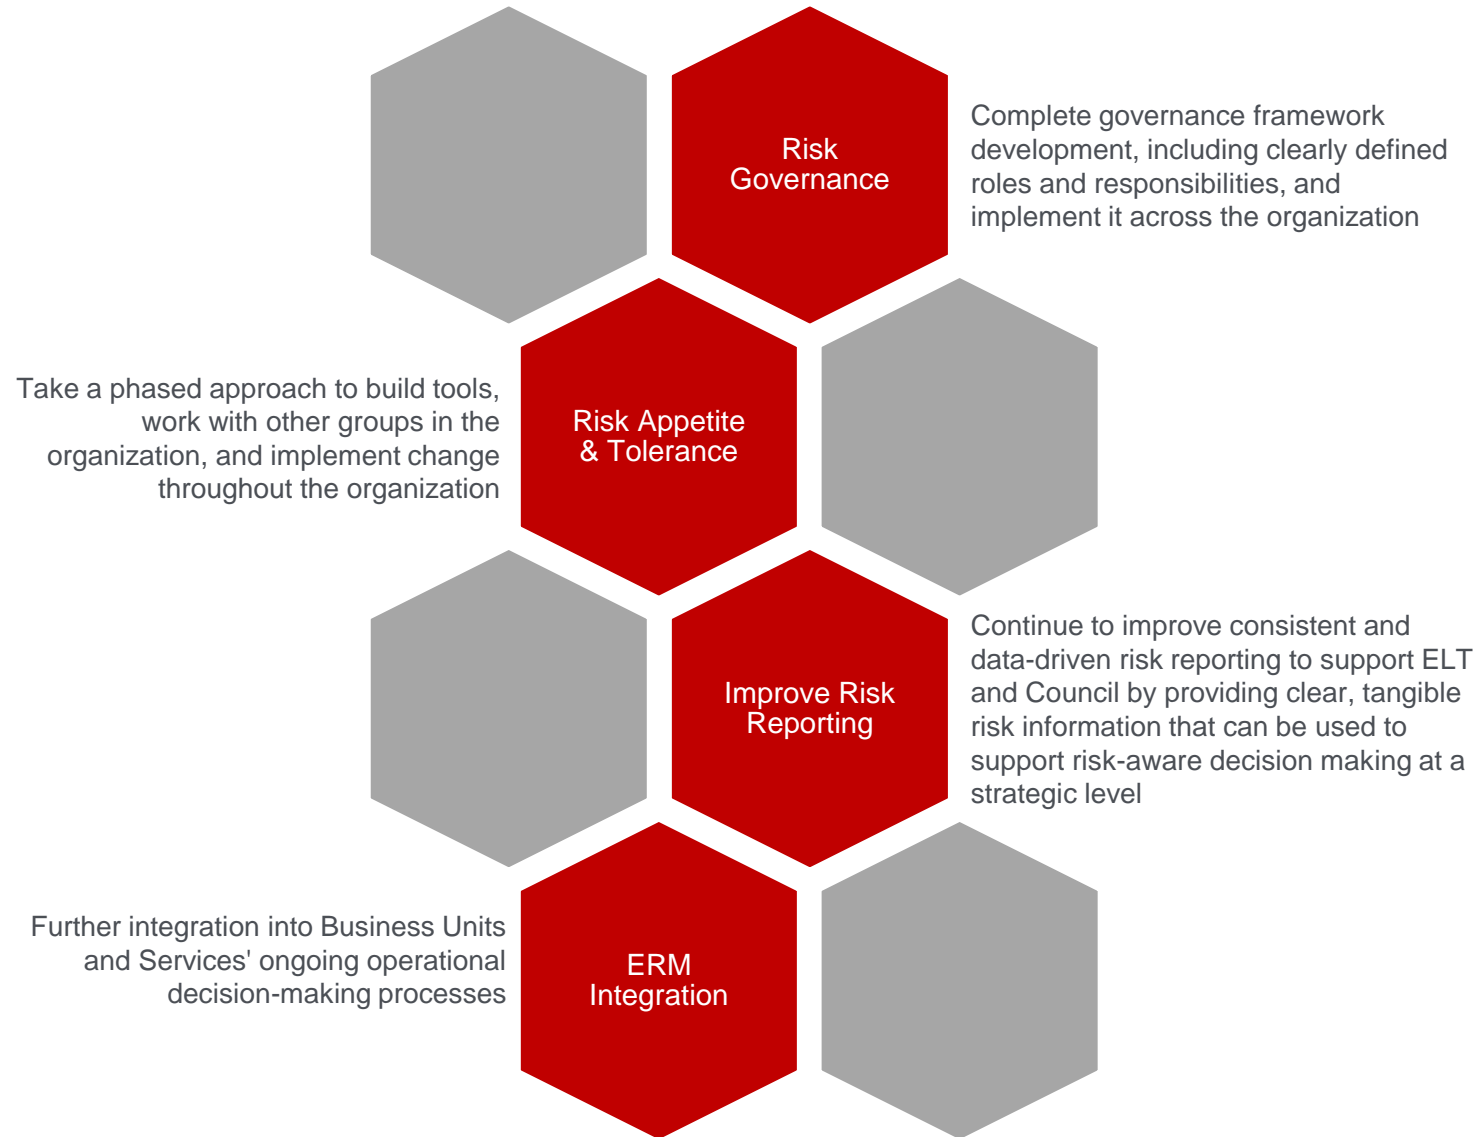 Risk
Governance
Complete governance framework
development, including clearly defined
roles and responsibilities, and
implement it across the organization
Take a phased approach to build tools,
work with other groups in the
organization, and implement change
throughout the organization
Risk Appetite
& Tolerance
Improve Risk
Reporting
Continue to improve consistent and
data-driven risk reporting to support ELT
and Council by providing clear, tangible
risk information that can be used to
support risk-aware decision making at a
strategic level
Further integration into Business Units
and Services' ongoing operational
decision-making processes
ERM
Integration